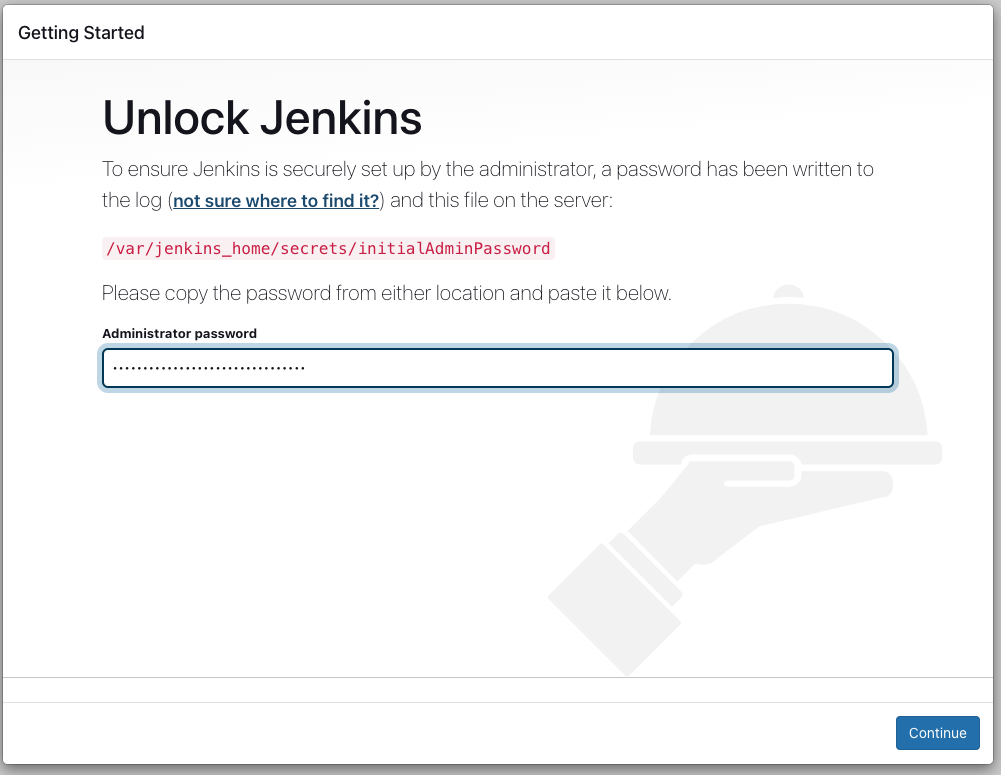 Getting Started
Unlock Jenkins
To ensure Jenkins is securely set up by the administrator, a password has been written to
the log (not sure where to find it?) and this file on the server:
/var/jenkins_home/secrets/initialAdminPassword
Please copy the password from either location and paste it below.
Administrator password
••••••••••••••••••••••••••••••••
Continue